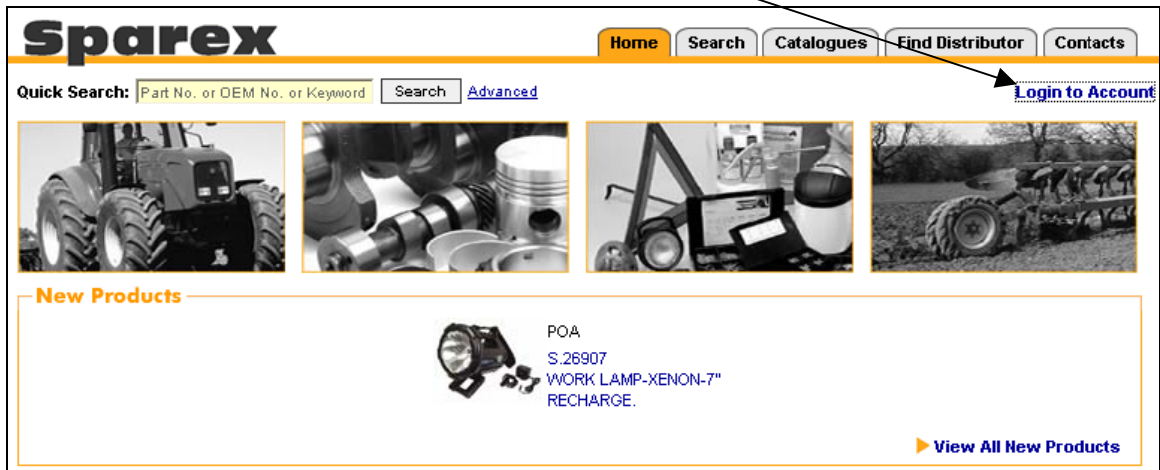 Sparex
Home Search Catalogues Find Distributor Contacts
Quick Search: Part No. or OEM No. or Keyword Search Advanced Login to Account
New Products
POA
S.26907
WORK LAMP-XENON-7"
RECHARGE.
View All New Products